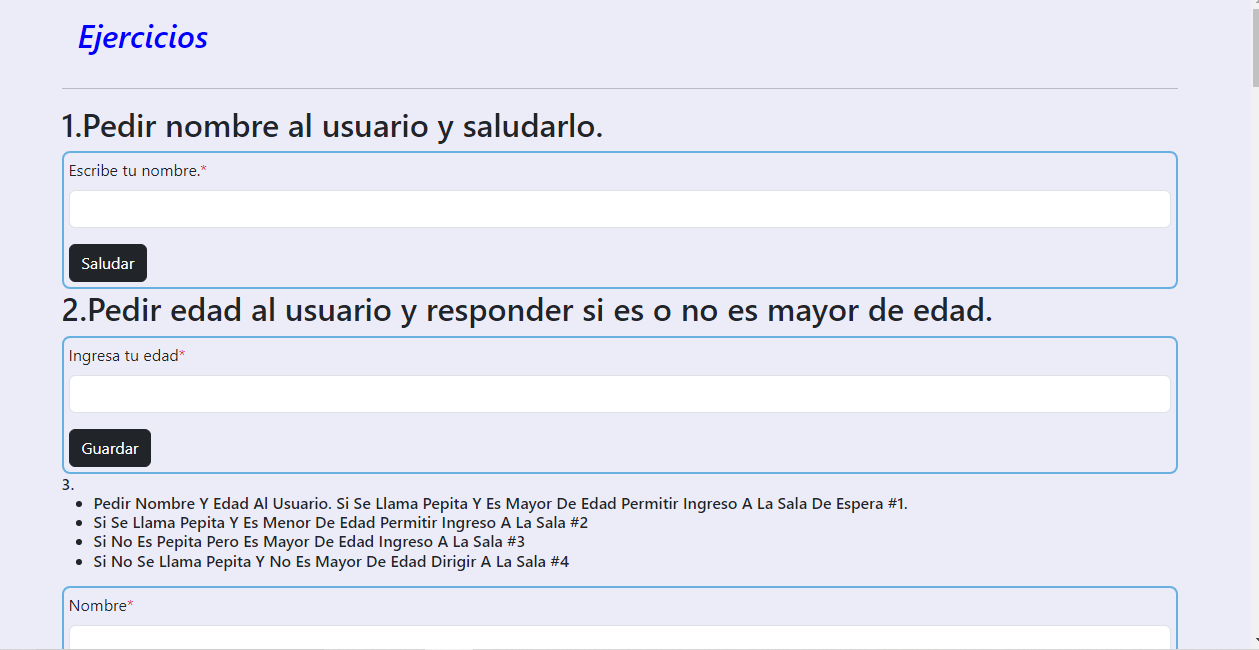 Ejercicios
1.Pedir nombre al usuario y saludarlo.
Escribe tu nombre.*
Saludar
2.Pedir edad al usuario y responder si es o no es mayor de edad.
Ingresa tu edad*
Guardar
3.
• Pedir Nombre Y Edad Al Usuario. Si Se Llama Pepita Y Es Mayor De Edad Permitir Ingreso A La Sala De Espera #1.
• Si Se Llama Pepita Y Es Menor De Edad Permitir Ingreso A La Sala #2
• Si No Es Pepita Pero Es Mayor De Edad Ingreso A La Sala #3
• Si No Se Llama Pepita Y No Es Mayor De Edad Dirigir A La Sala #4
Nombre*